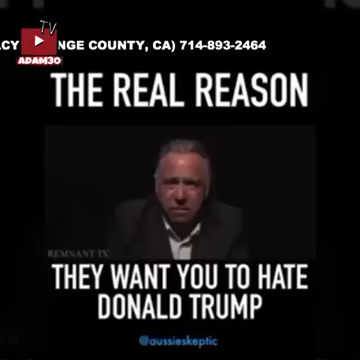 TV
ACY
NGE COUNTY, CA) 714-893-2464
ADAM30
THE REAL REASON
REMNANT TV
THEY WANT YOU TO HATE
DONALD TRUMP
@aussieskeptic